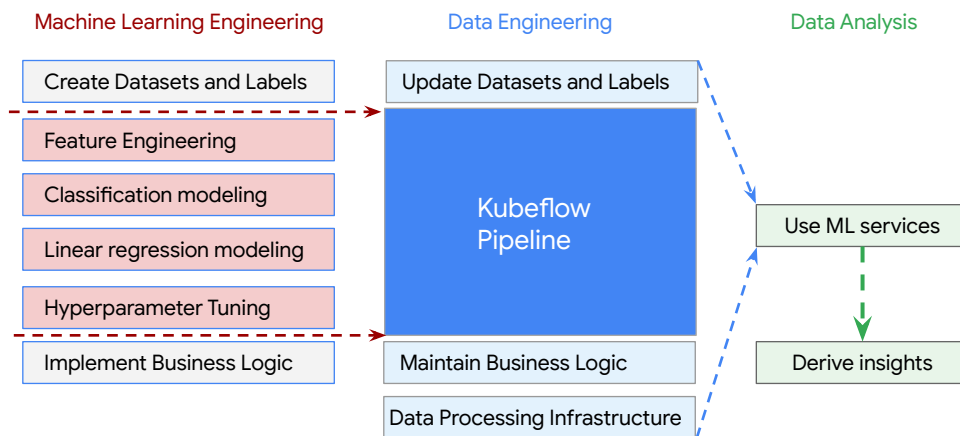 Machine Learning Engineering
Data Engineering
Data Analysis
Create Datasets and Labels
Feature Engineering
Classification modeling
Linear regression modeling
Hyperparameter Tuning
Implement Business Logic
Update Datasets and Labels
Kubeflow
Pipeline
Maintain Business Logic
Data Processing Infrastructure
Use ML services
Derive insights